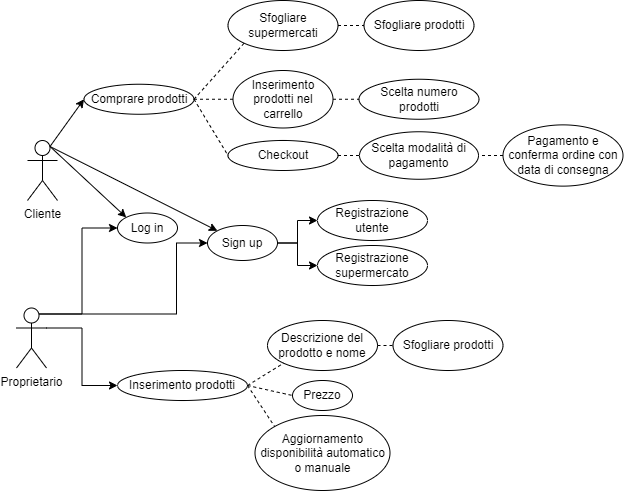 Sfogliare
supermercati
Sfogliare prodotti
Comprare prodotti
Inserimento
prodotti nel
carrello
Scelta numero
prodotti
Checkout
Scelta modalità di
pagamento
Pagamento e
conferma ordine con
data di consegna
Cliente
Log in
Sign up
Registrazione
utente
Registrazione
supermercato
Proprietario
Inserimento prodotti
Descrizione del
prodotto e nome
Sfogliare prodotti
Prezzo
Aggiornamento
disponibilità automatico
o manuale